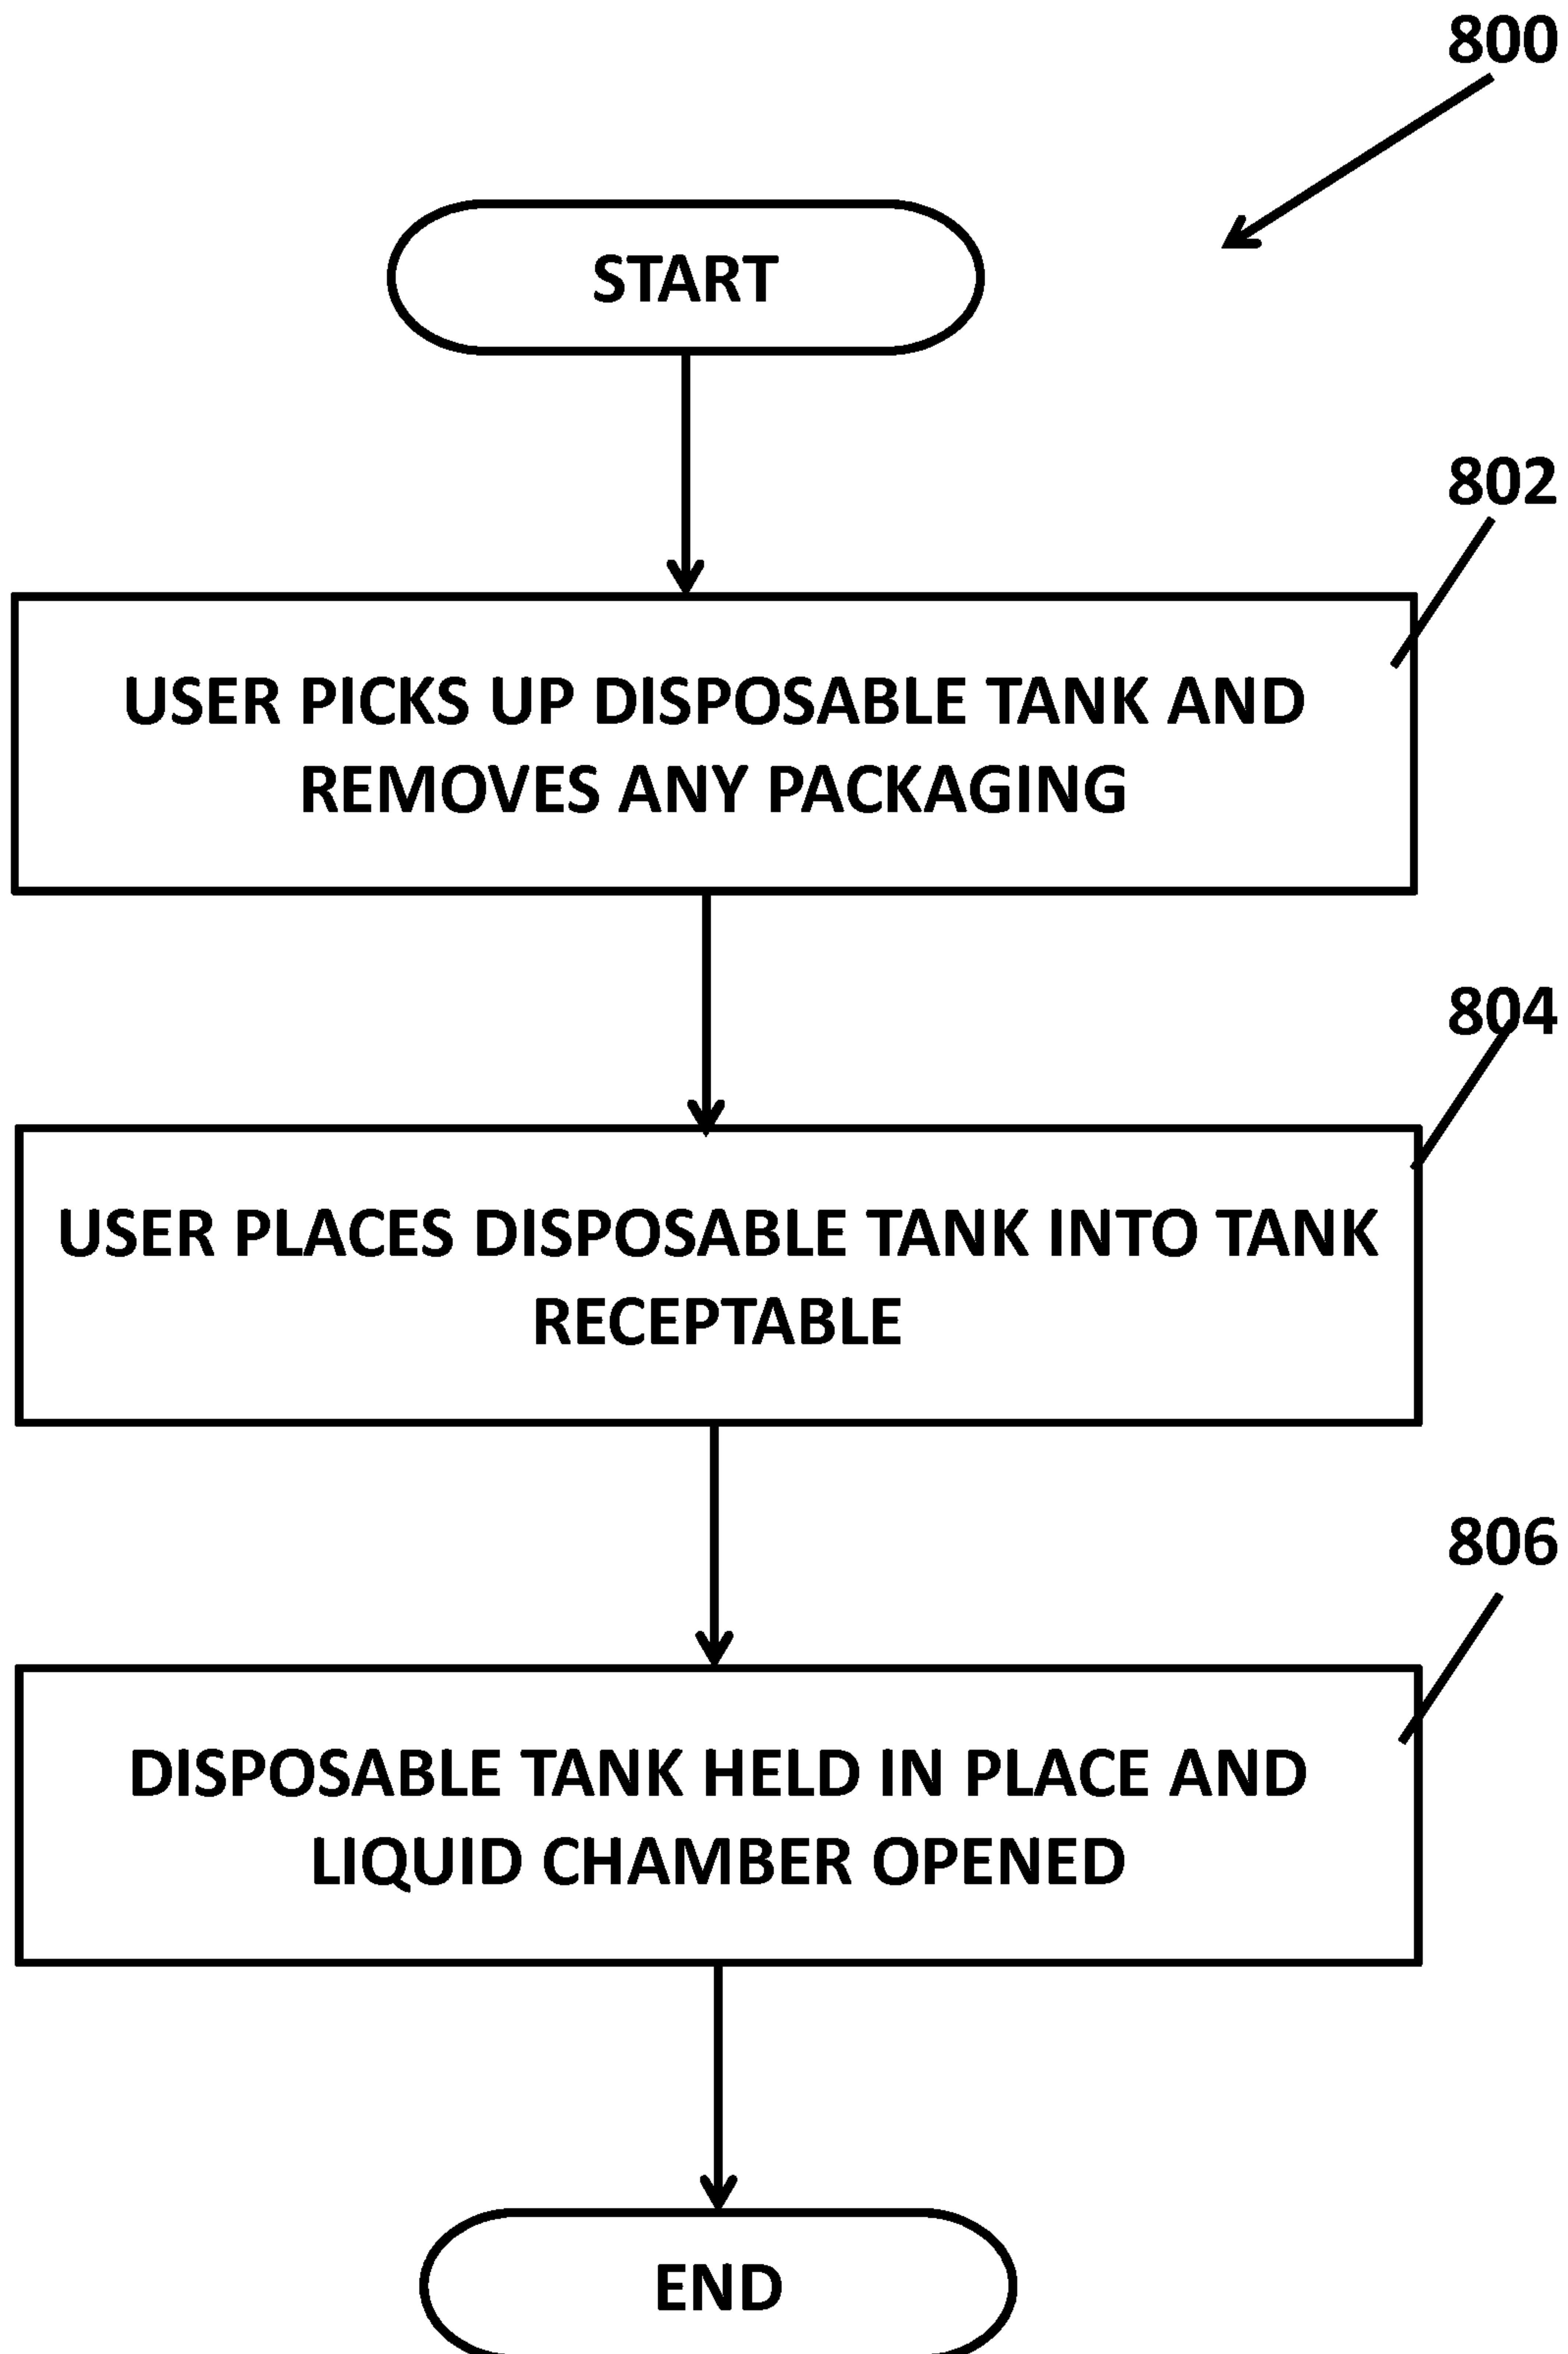 800
START
802
USER PICKS UP DISPOSABLE TANK AND
REMOVES ANY PACKAGING
804
USER PLACES DISPOSABLE TANK INTO TANK
RECEPTABLE
806
DISPOSABLE TANK HELD IN PLACE AND
LIQUID CHAMBER OPENED
END